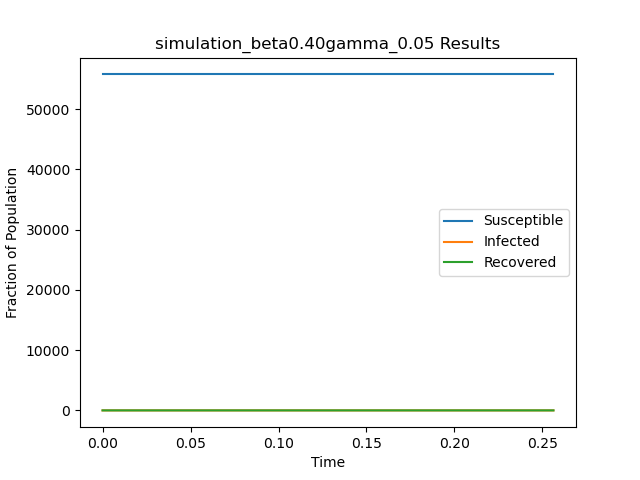 simulation_beta0.40gamma_0.05 Results
Fraction of Population
50000
40000
30000
20000
10000
0
Susceptible
Infected
Recovered
0.00 0.05 0.10 0.15 0.20 0.25
Time